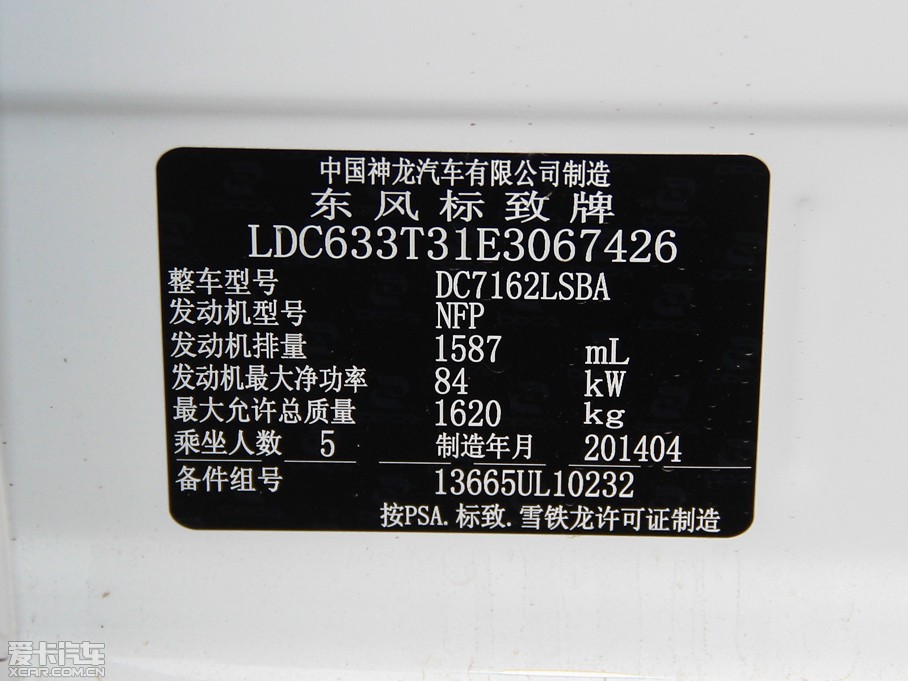 中国神龙汽车有限公司制造
东风标致牌
LDC633T31E3067426
整车型号 DC7162LSBA
发动机型号 NFP
发动机排量 1587 mL
发动机最大净功率 84 kW
最大允许总质量 1620 kg
乘坐人数 5 制造年月 201404
备件组号 13665UL10232
按PSA.标致.雪铁龙许可证制造
爱卡汽车
XCAR.COM.CN